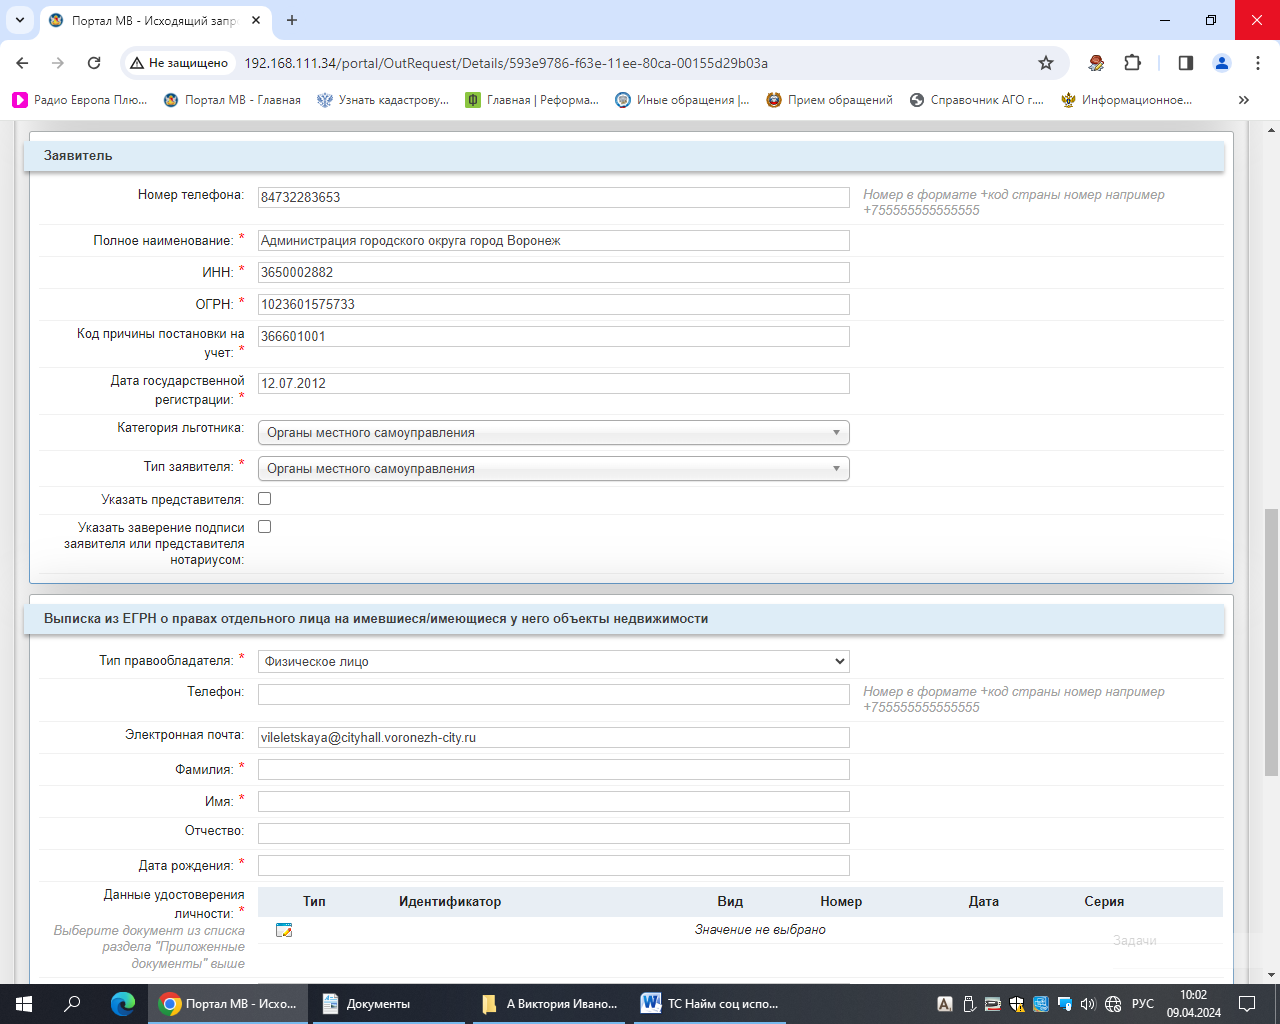 Портал МВ - Исходящий запр
Не защищено
192.168.111.34/portal/OutRequest/Details/593e9786-f63e-11ee-80ca-00155d29b03a
Радио Европа Плю...
Портал МВ - Главная
Узнать кадастрову...
Главная | Реформа...
Иные обращения |...
Прием обращений
Справочник АГО г....
Информационное...
Заявитель
Номер телефона:
84732283653
Номер в формате +код страны номер например
+755555555555555
Полное наименование: *
Администрация городского округа город Воронеж
ИНН: *
3650002882
ОГРН: *
1023601575733
Код причины постановки на
учет: *
366601001
Дата государственной
регистрации: *
12.07.2012
Категория льготника:
Органы местного самоуправления
Тип заявителя: *
Органы местного самоуправления
Указать представителя:
Указать заверение подписи
заявителя или представителя
нотариусом:
Выписка из ЕГРН о правах отдельного лица на имевшиеся/имеющиеся у него объекты недвижимости
Тип правообладателя: *
Физическое лицо
Телефон:
Номер в формате +код страны номер например
+755555555555555
Электронная почта:
vileletskaya@cityhall.voronezh-city.ru
Фамилия: *
Имя: *
Отчество:
Дата рождения: *
Данные удостоверения
личности: *
Выберите документ из списка
раздела "Приложенные
документы" выше
Тип Идентификатор Вид Номер Дата Серия
Значение не выбрано
Задачи
Портал МВ - Исхо...
Документы
А Виктория Ивано...
ТС Найм соц испо...
РУС
10:02
09.04.2024